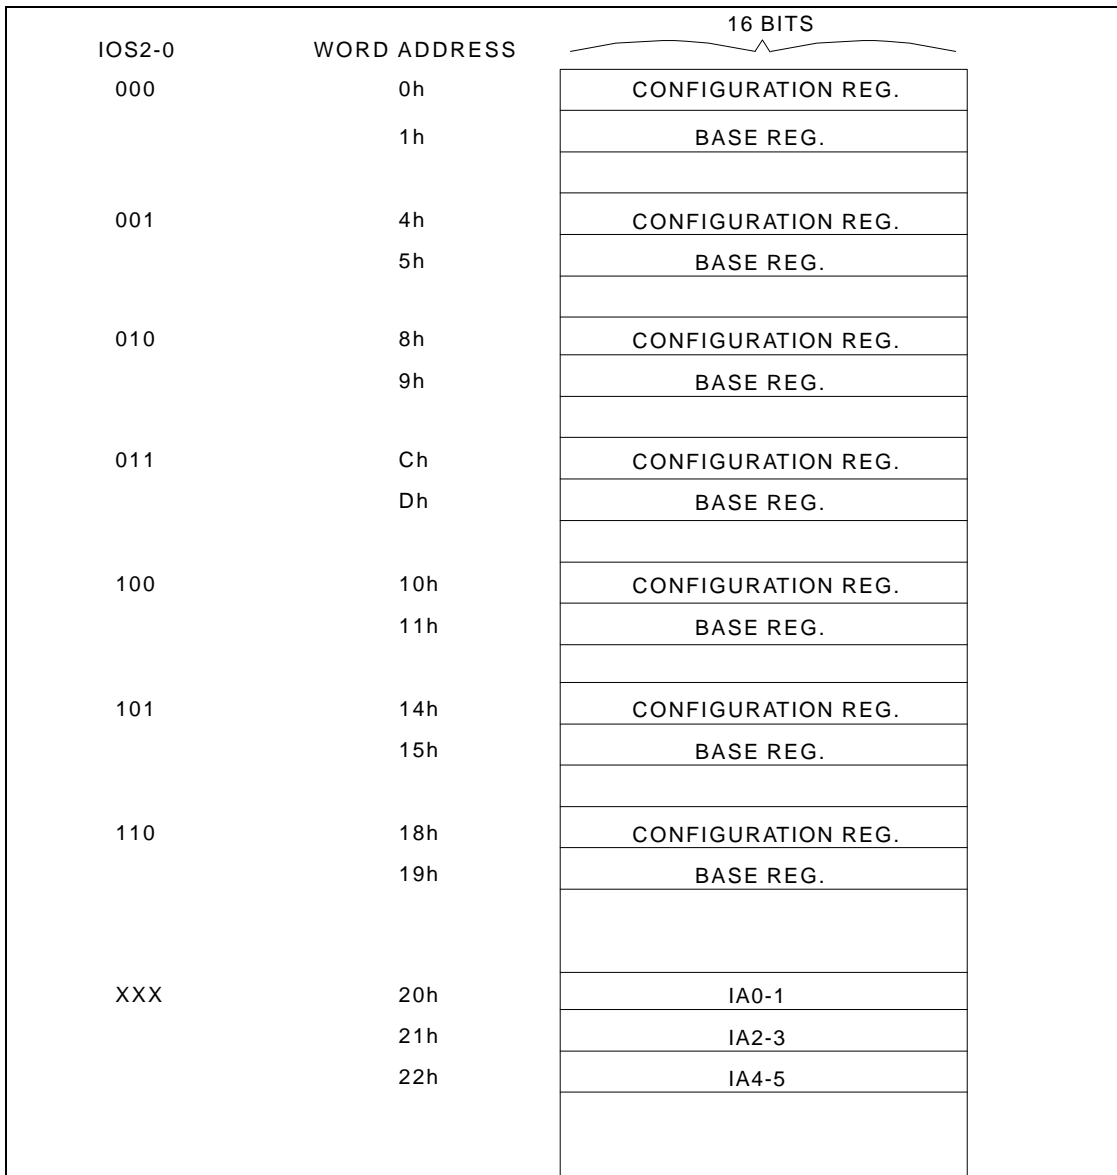 16 BITS
IOS2-0 WORD ADDRESS
000 0h CONFIGURATION REG.
1h BASE REG.
001 4h CONFIGURATION REG.
5h BASE REG.
010 8h CONFIGURATION REG.
9h BASE REG.
011 Ch CONFIGURATION REG.
Dh BASE REG.
100 10h CONFIGURATION REG.
11h BASE REG.
101 14h CONFIGURATION REG.
15h BASE REG.
110 18h CONFIGURATION REG.
19h BASE REG.
XXX 20h IA0-1
21h IA2-3
22h IA4-5